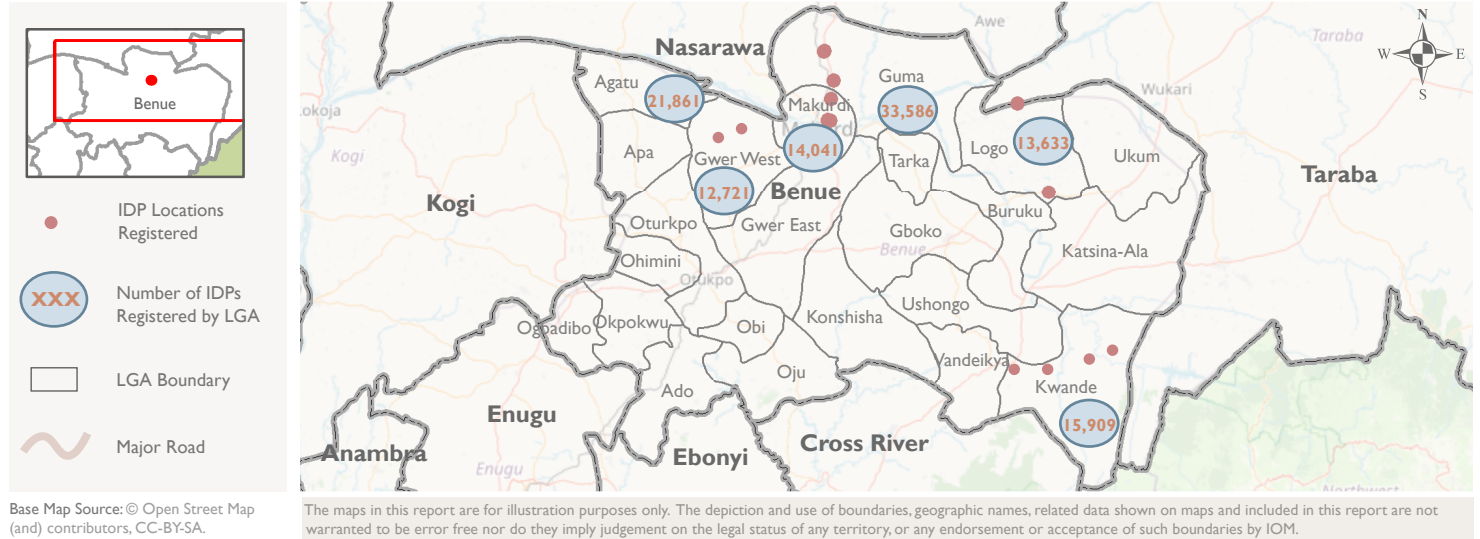 Benue
IDP Locations
Registered
XXX
Number of IDPs
Registered by LGA
LGA Boundary
Major Road
Base Map Source: © Open Street Map
(and) contributors, CC-BY-SA.
N
W E
S
Awe
Taraba
Nasarawa
Guma
Agatu
21,861
33,586
Makurdi
Wukari
Lokoja
Kogi
Apa
14,041
Gwer West
Tarka
Logo
13,633
Ukum
Taraba
12,721
Benue
Kogi
Oturkpo
Gwer East
Buruku
Gboko
Benue
Katsina-Ala
Ohimini
Otukpo
Ushongo
Ogbadibo
Okpokwu
Obi
Konshisha
Vandeikya
Oju
Kwande
Ado
Enugu
15,909
Anambra
Enugu
Ebonyi
Cross River
Northwest
The maps in this report are for illustration purposes only. The depiction and use of boundaries, geographic names, related data shown on maps and included in this report are not
warranted to be error free nor do they imply judgement on the legal status of any territory, or any endorsement or acceptance of such boundaries by IOM.